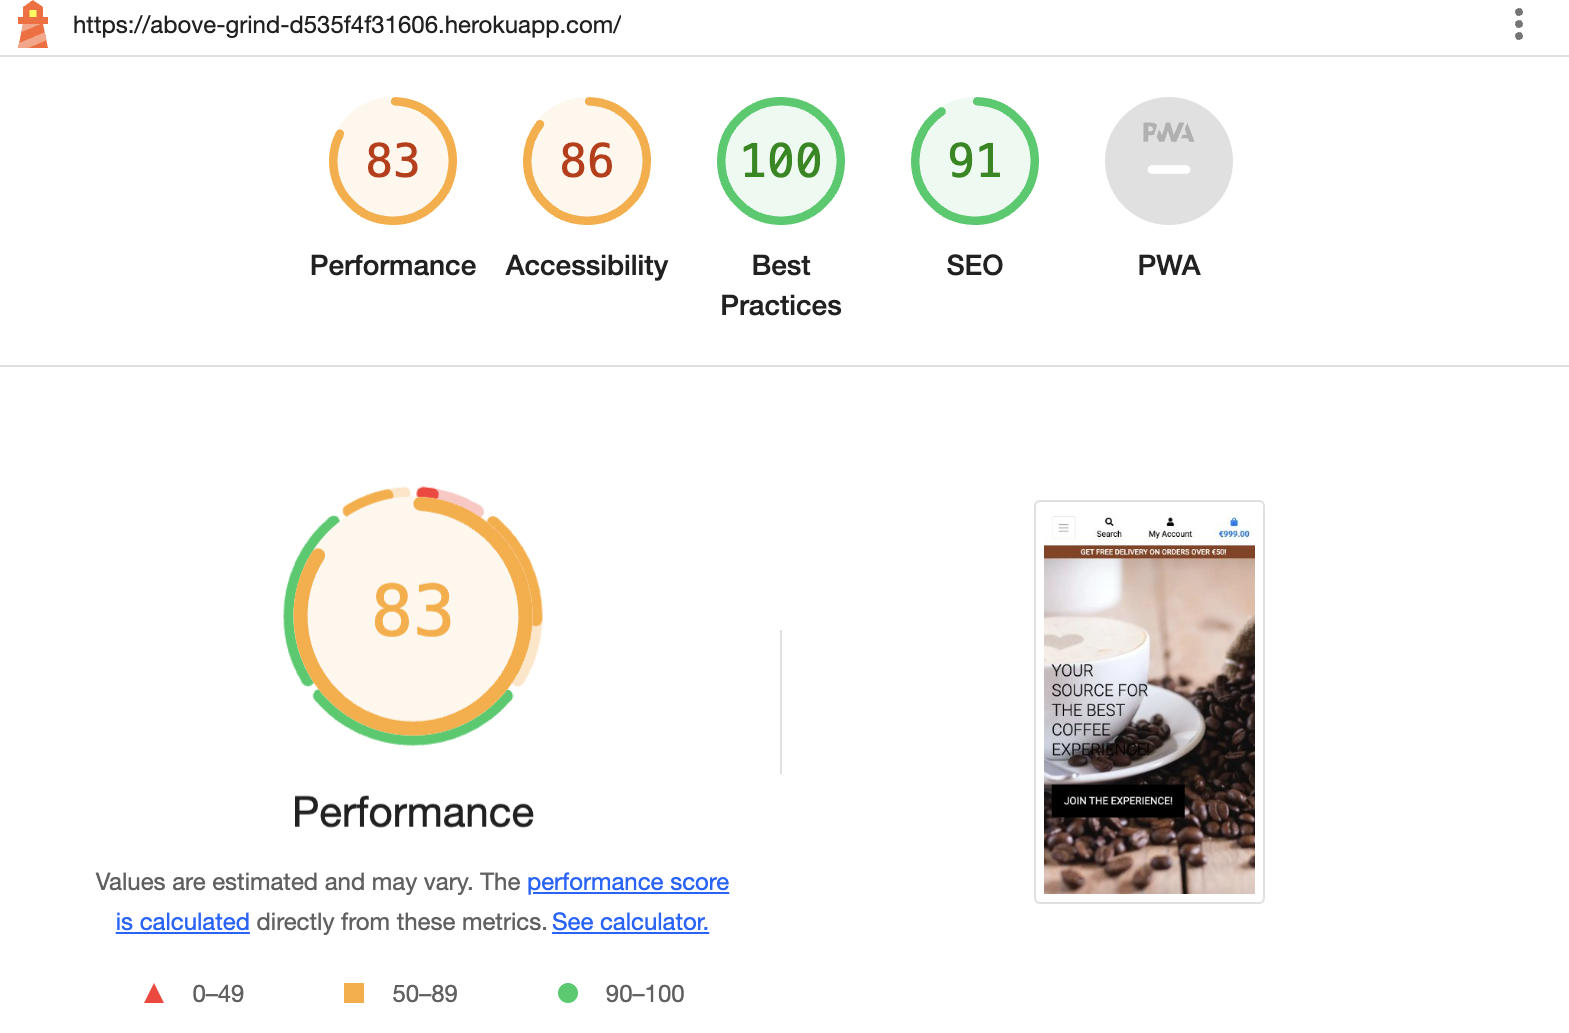 https://above-grind-d535f4f31606.herokuapp.com/
83
86
100
91
PWA
Performance
Accessibility
Best
Practices
SEO
PWA
83
Performance
Values are estimated and may vary. The performance score
is calculated directly from these metrics. See calculator.
0–49
50–89
90–100
Search
My Account
€999.00
GET FREE DELIVERY ON ORDERS OVER €50!
YOUR
SOURCE FOR
THE BEST
COFFEE
EXPERIENCE!
JOIN THE EXPERIENCE!